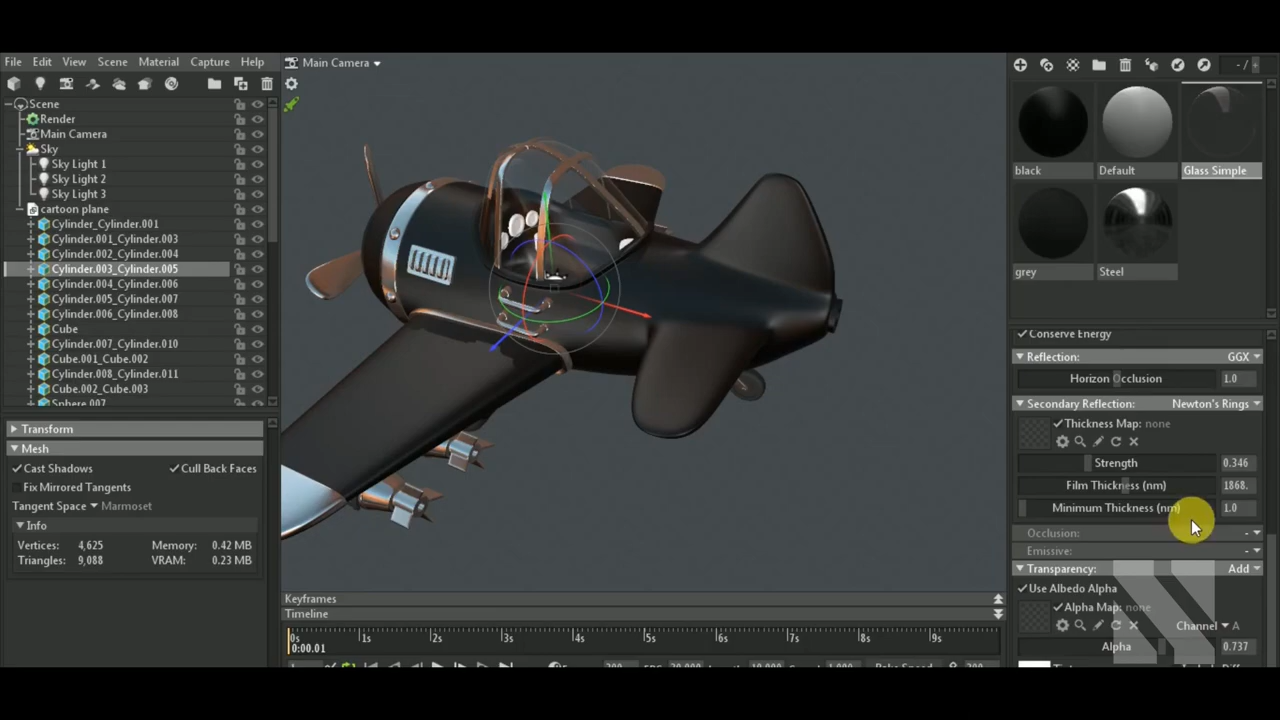 File Edit View Scene Material Capture Help
Main Camera
- / +
Scene
Render
Main Camera
Sky
Sky Light 1
Sky Light 2
Sky Light 3
cartoon plane
Cylinder_Cylinder.001
Cylinder.001_Cylinder.003
Cylinder.002_Cylinder.004
Cylinder.003_Cylinder.005
Cylinder.004_Cylinder.006
Cylinder.005_Cylinder.007
Cylinder.006_Cylinder.008
Cube
Cylinder.007_Cylinder.010
Cube.001_Cube.002
Cylinder.008_Cylinder.011
Cube.002_Cube.003
Sphere.007
Transform
Mesh
Cast Shadows Cull Back Faces
Fix Mirrored Tangents
Tangent Space Marmoset
Info
Vertices: 4,625 Memory: 0.42 MB
Triangles: 9,088 VRAM: 0.23 MB
Keyframes
Timeline
0s 1s 2s 3s 4s 5s 6s 7s 8s 9s
0:00.01
black Default Glass Simple
grey Steel
Conserve Energy
Reflection: GGX
Horizon Occlusion 1.0
Secondary Reflection: Newton's Rings
Thickness Map: none
Strength 0.346
Film Thickness (nm) 1868.
Minimum Thickness (nm) 1.0
Occlusion: -
Emissive: -
Transparency: Add
Use Albedo Alpha
Alpha Map: none
Channel A
Alpha 0.737